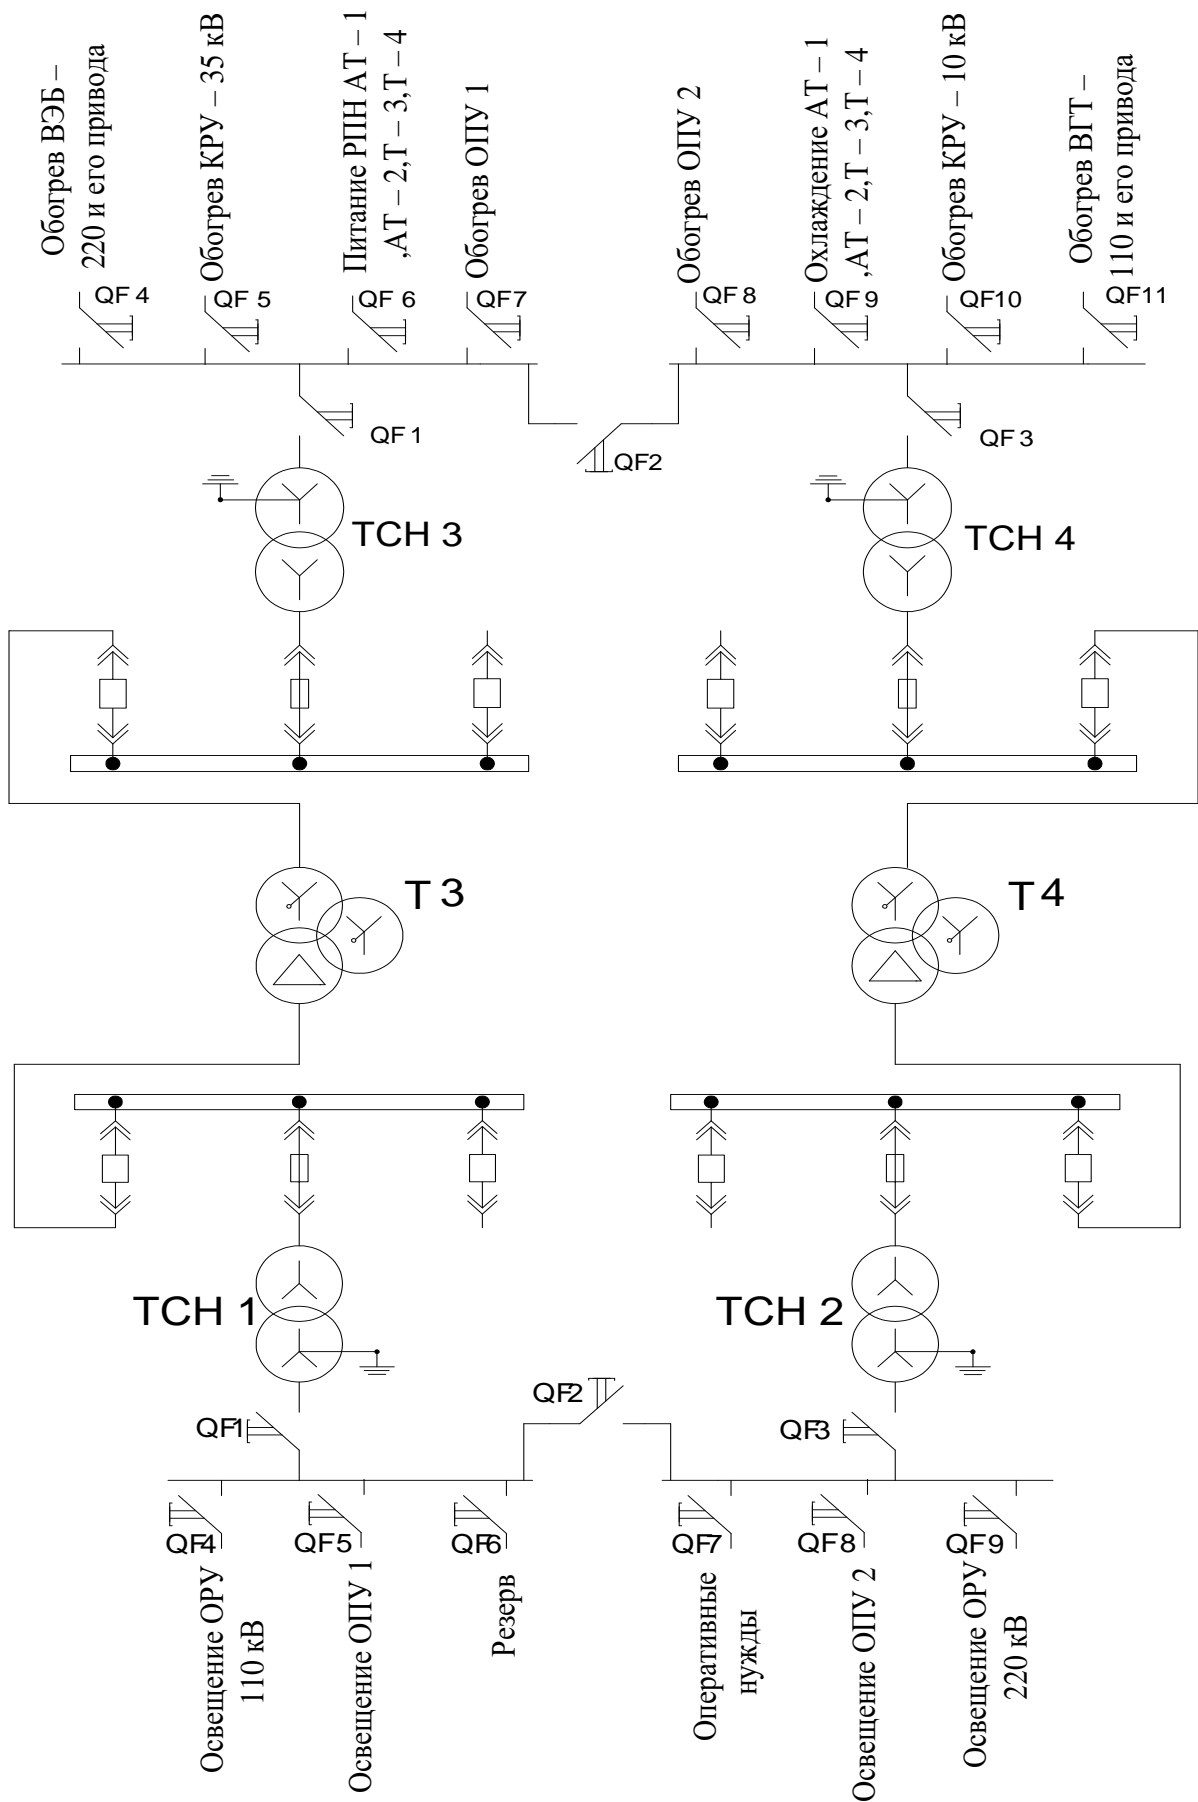 Обогрев ВЭБ –
220 и его привода
Обогрев КРУ – 35 кВ
Питание РПН АТ – 1
,АТ – 2,Т – 3,Т – 4
Обогрев ОПУ 1
Обогрев ОПУ 2
Охлаждение АТ – 1
,АТ – 2,Т – 3,Т – 4
Обогрев КРУ – 10 кВ
Обогрев ВГТ –
110 и его привода
QF 4
QF 5
QF 6
QF7
QF 8
QF 9
QF10
QF11
QF 1
QF2
QF 3
ТСН 3
ТСН 4
Т 3
Т 4
ТСН 1
ТСН 2
QF1
QF2
QF3
QF4
QF5
QF6
QF7
QF8
QF9
Освещение ОРУ
110 кВ
Освещение ОПУ 1
Резерв
Оперативные
нужды
Освещение ОПУ 2
Освещение ОРУ
220 кВ